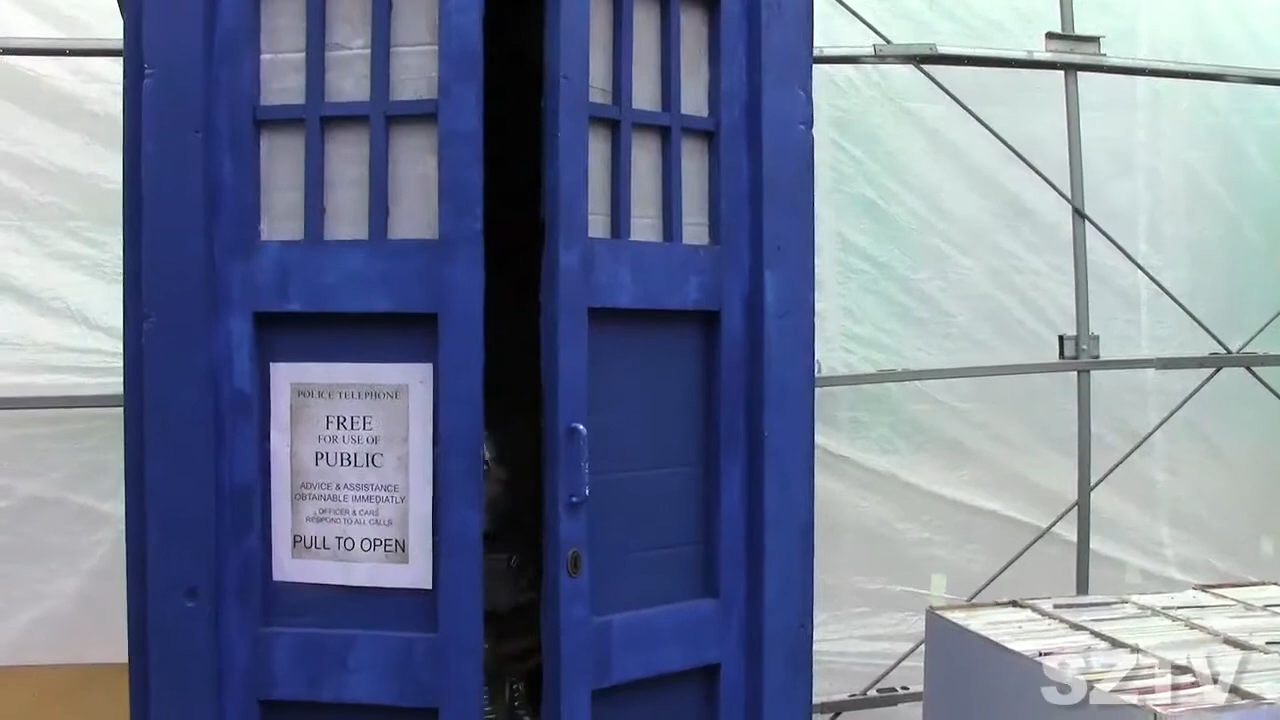 POLICE TELEPHONE
FREE
FOR USE OF
PUBLIC
ADVICE & ASSISTANCE
OBTAINABLE IMMEDIATELY
OFFICER & CARS
RESPOND TO ALL CALLS
PULL TO OPEN
sZTV